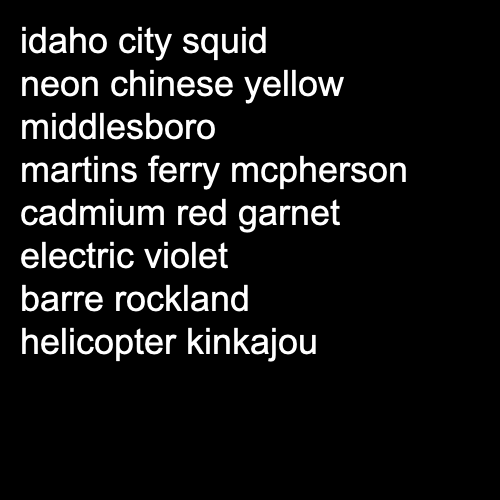 idaho city squid
neon chinese yellow
middlesboro
martins ferry mcpherson
cadmium red garnet
electric violet
barre rockland
helicopter kinkajou